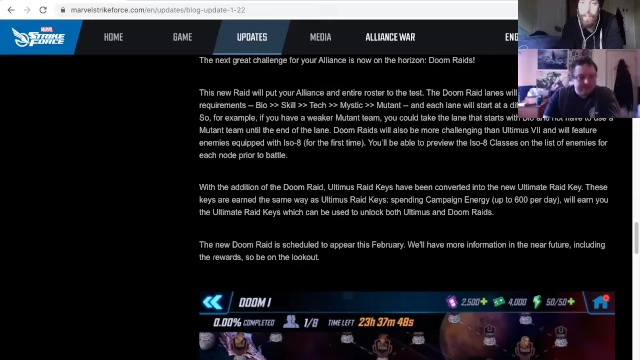 marvelstrikeforce.com/en/updates/blog-update-1-22
MARVEL
STRIKE FORCE
HOME GAME UPDATES MEDIA ALLIANCE WAR ENG
The next great challenge for your Alliance is now on the horizon: Doom Raids!
This new Raid will put your Alliance and entire roster to the test. The Doom Raid lanes will
requirements — Bio >> Skill >> Tech >> Mystic >> Mutant — and each lane will start at a
So, for example, if you have a weaker Mutant team, you could take the lane that starts with Bio and not have to use a
Mutant team until the end of the lane. Doom Raids will also be more challenging than Ultimus VII and will feature
enemies equipped with Iso-8 (for the first time). You'll be able to preview the Iso-8 Classes on the list of enemies for
each node prior to battle.
With the addition of the Doom Raid, Ultimus Raid Keys have been converted into the new Ultimate Raid Key. These
keys are earned the same way as Ultimus Raid Keys: spending Campaign Energy (up to 600 per day), will earn you
the Ultimate Raid Keys which can be used to unlock both Ultimus and Doom Raids.
The new Doom Raid is scheduled to appear this February. We'll have more information in the near future, including
the rewards, so be on the lookout.
DOOM I 2,500+ 4,000 50/50+
0.00% COMPLETED 1/8 TIME LEFT 23h 37m 48s